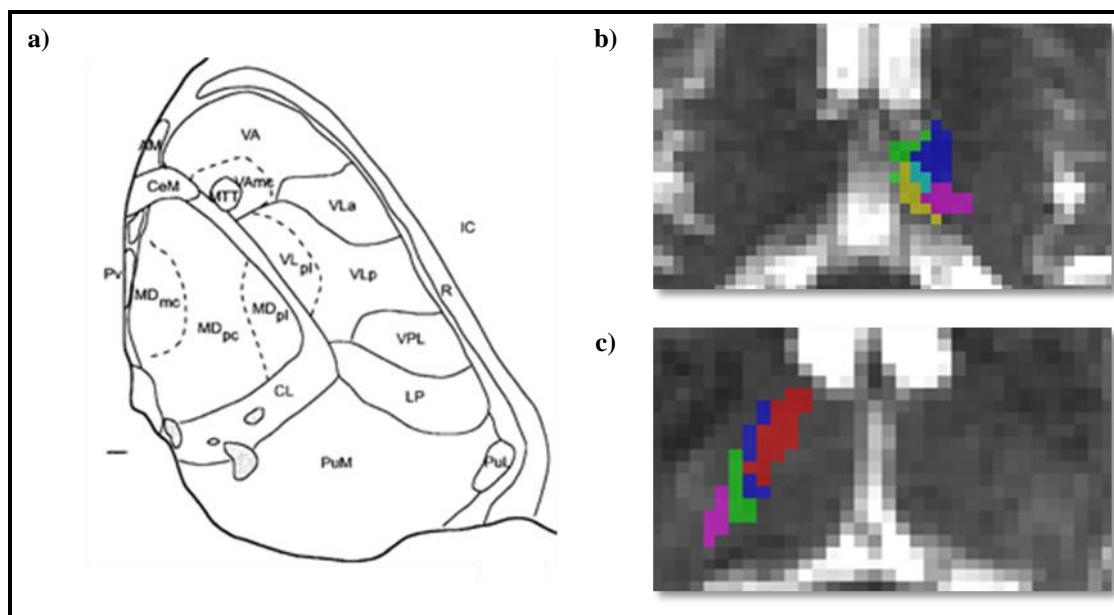 a)
b)
VA
AM
VAmc
CeM
MTT
VLa
IC
VLpl
VLp
Pv
R
MDmc
MDpl
MDpc
VPL
CL
LP
c)
PuM
PuL